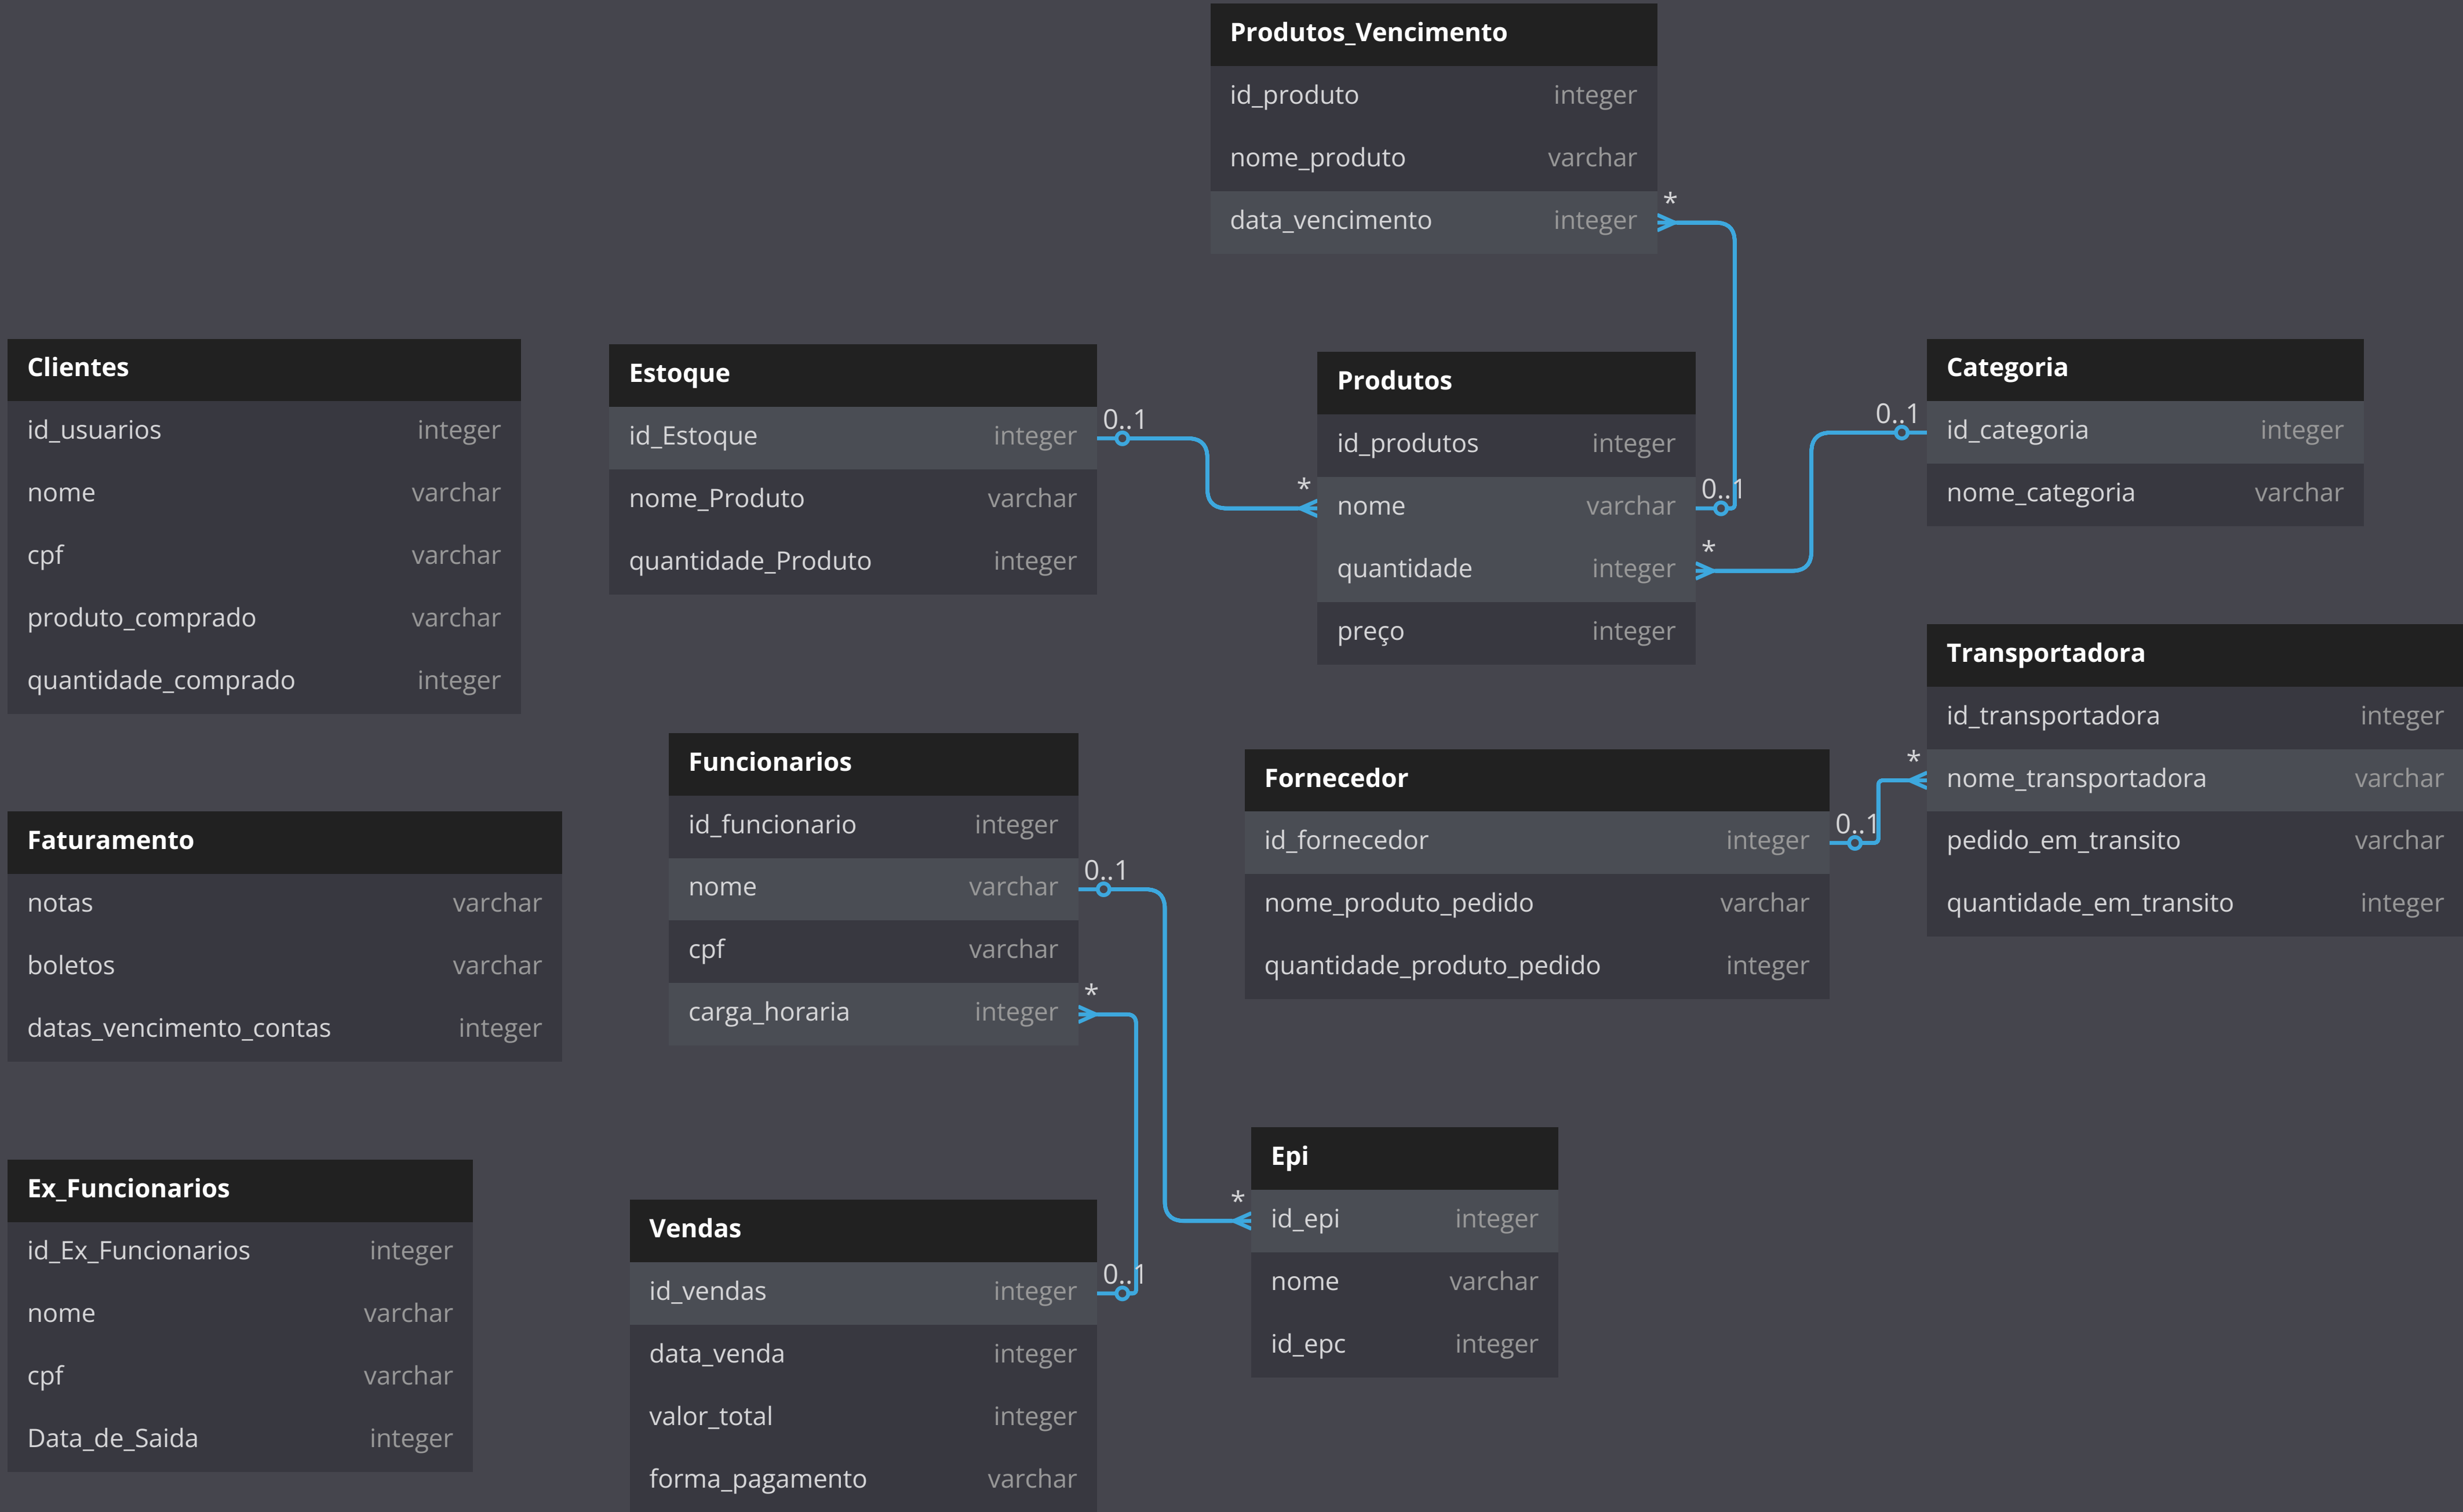 Produtos_Vencimento
id_produto integer
nome_produto varchar
*
data_vencimento integer
Clientes
id_usuarios integer
nome varchar
cpf varchar
produto_comprado varchar
quantidade_comprado integer
Estoque
0..1
id_Estoque integer
nome_Produto varchar
quantidade_Produto integer
Produtos
id_produtos integer
*
0..1
nome varchar
*
quantidade integer
preço integer
Categoria
0..1
id_categoria integer
nome_categoria varchar
Transportadora
id_transportadora integer
*
nome_transportadora varchar
pedido_em_transito varchar
quantidade_em_transito integer
Funcionarios
id_funcionario integer
0..1
nome varchar
cpf varchar
*
carga_horaria integer
Fornecedor
0..1
id_fornecedor integer
nome_produto_pedido varchar
quantidade_produto_pedido integer
Faturamento
notas varchar
boletos varchar
datas_vencimento_contas integer
Epi
*
id_epi integer
nome varchar
id_epc integer
Ex_Funcionarios
id_Ex_Funcionarios integer
nome varchar
cpf varchar
Data_de_Saida integer
Vendas
0..1
id_vendas integer
data_venda integer
valor_total integer
forma_pagamento varchar